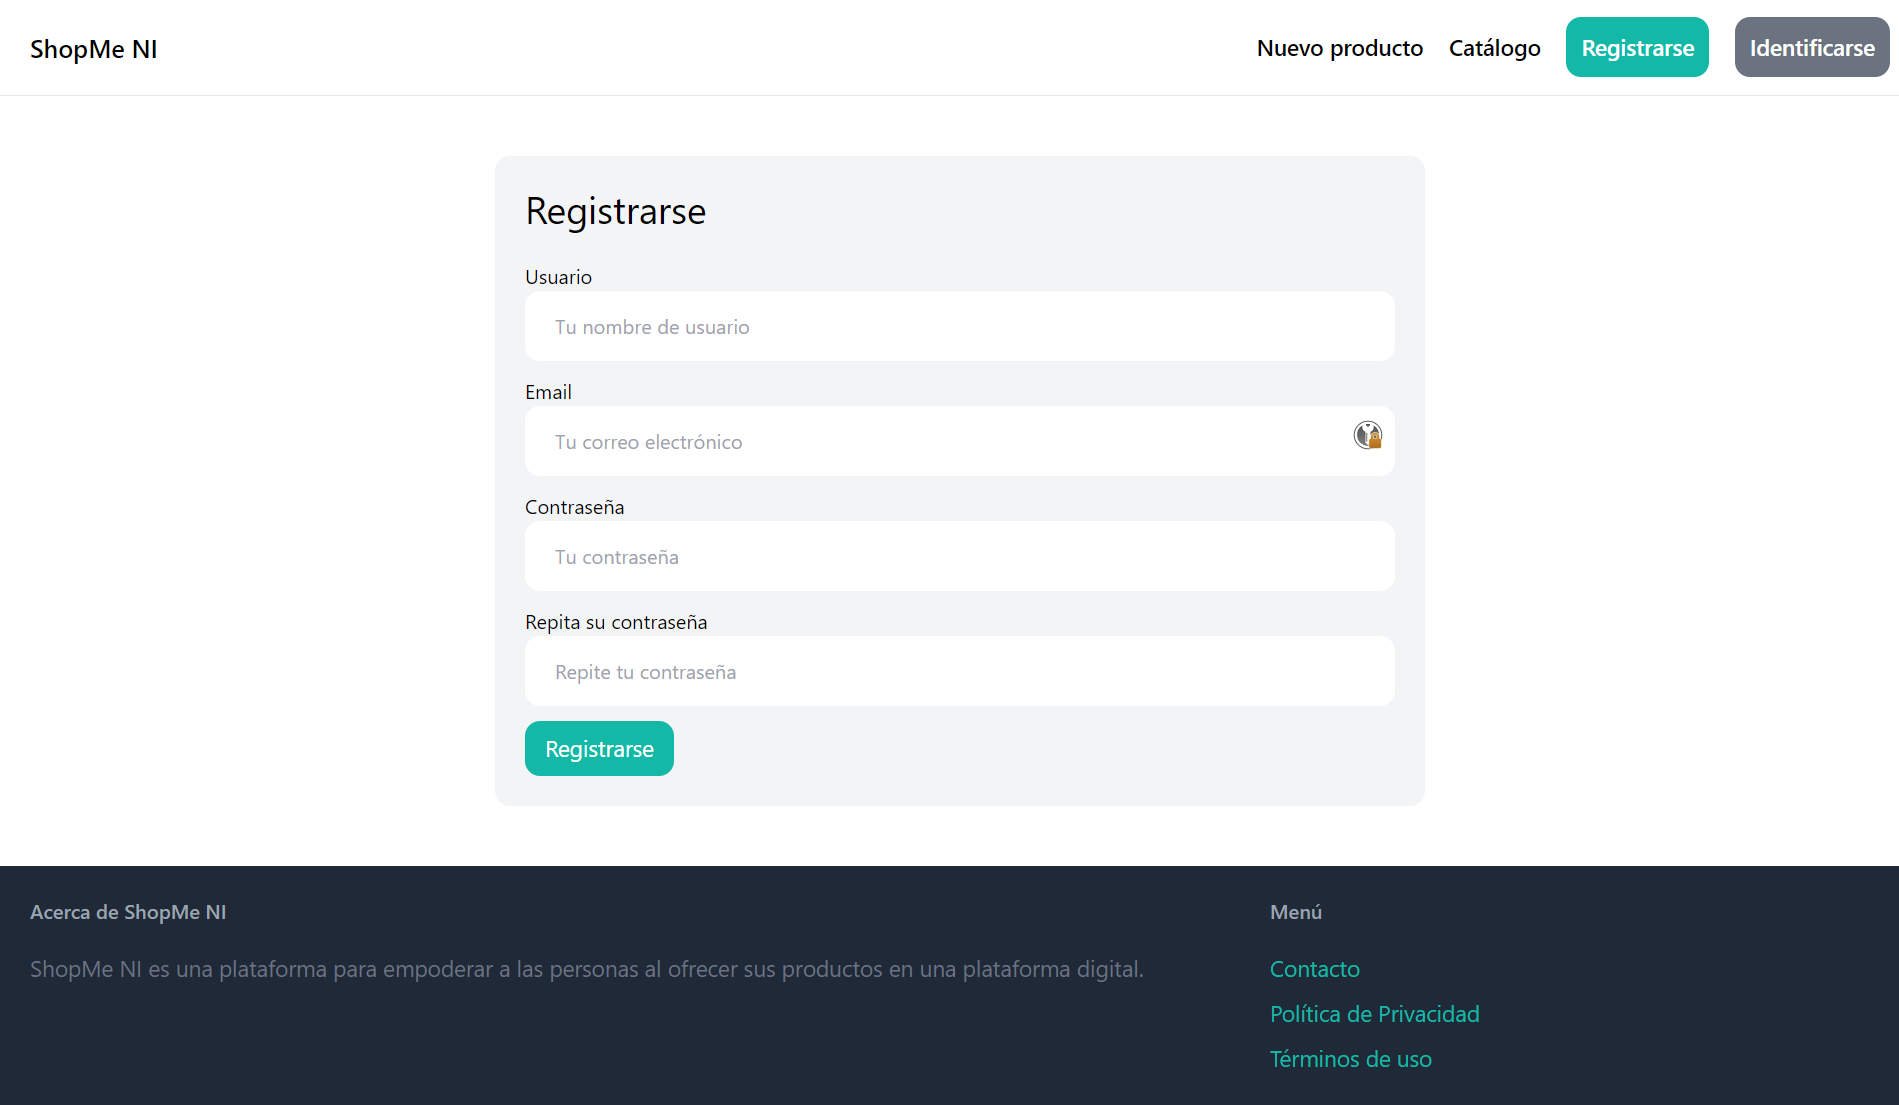 ShopMe NI
Nuevo producto Catálogo Registrarse Identificarse
Registrarse
Usuario
Tu nombre de usuario
Email
Tu correo electrónico
Contraseña
Tu contraseña
Repita su contraseña
Repite tu contraseña
Registrarse
Acerca de ShopMe NI
ShopMe NI es una plataforma para empoderar a las personas al ofrecer sus productos en una plataforma digital.
Menú
Contacto
Política de Privacidad
Términos de uso